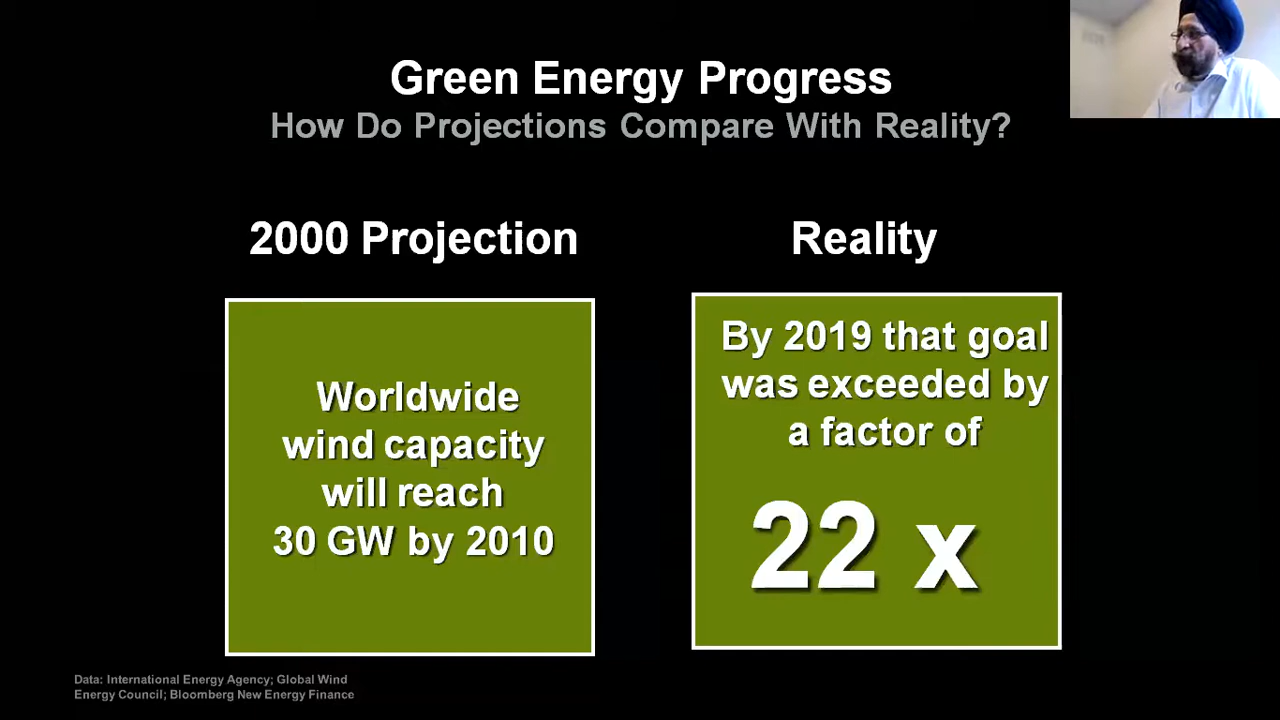 Green Energy Progress
How Do Projections Compare With Reality?
2000 Projection
Worldwide
wind capacity
will reach
30 GW by 2010
Reality
By 2019 that goal
was exceeded by
a factor of
22 x
Data: International Energy Agency; Global Wind
Energy Council; Bloomberg New Energy Finance